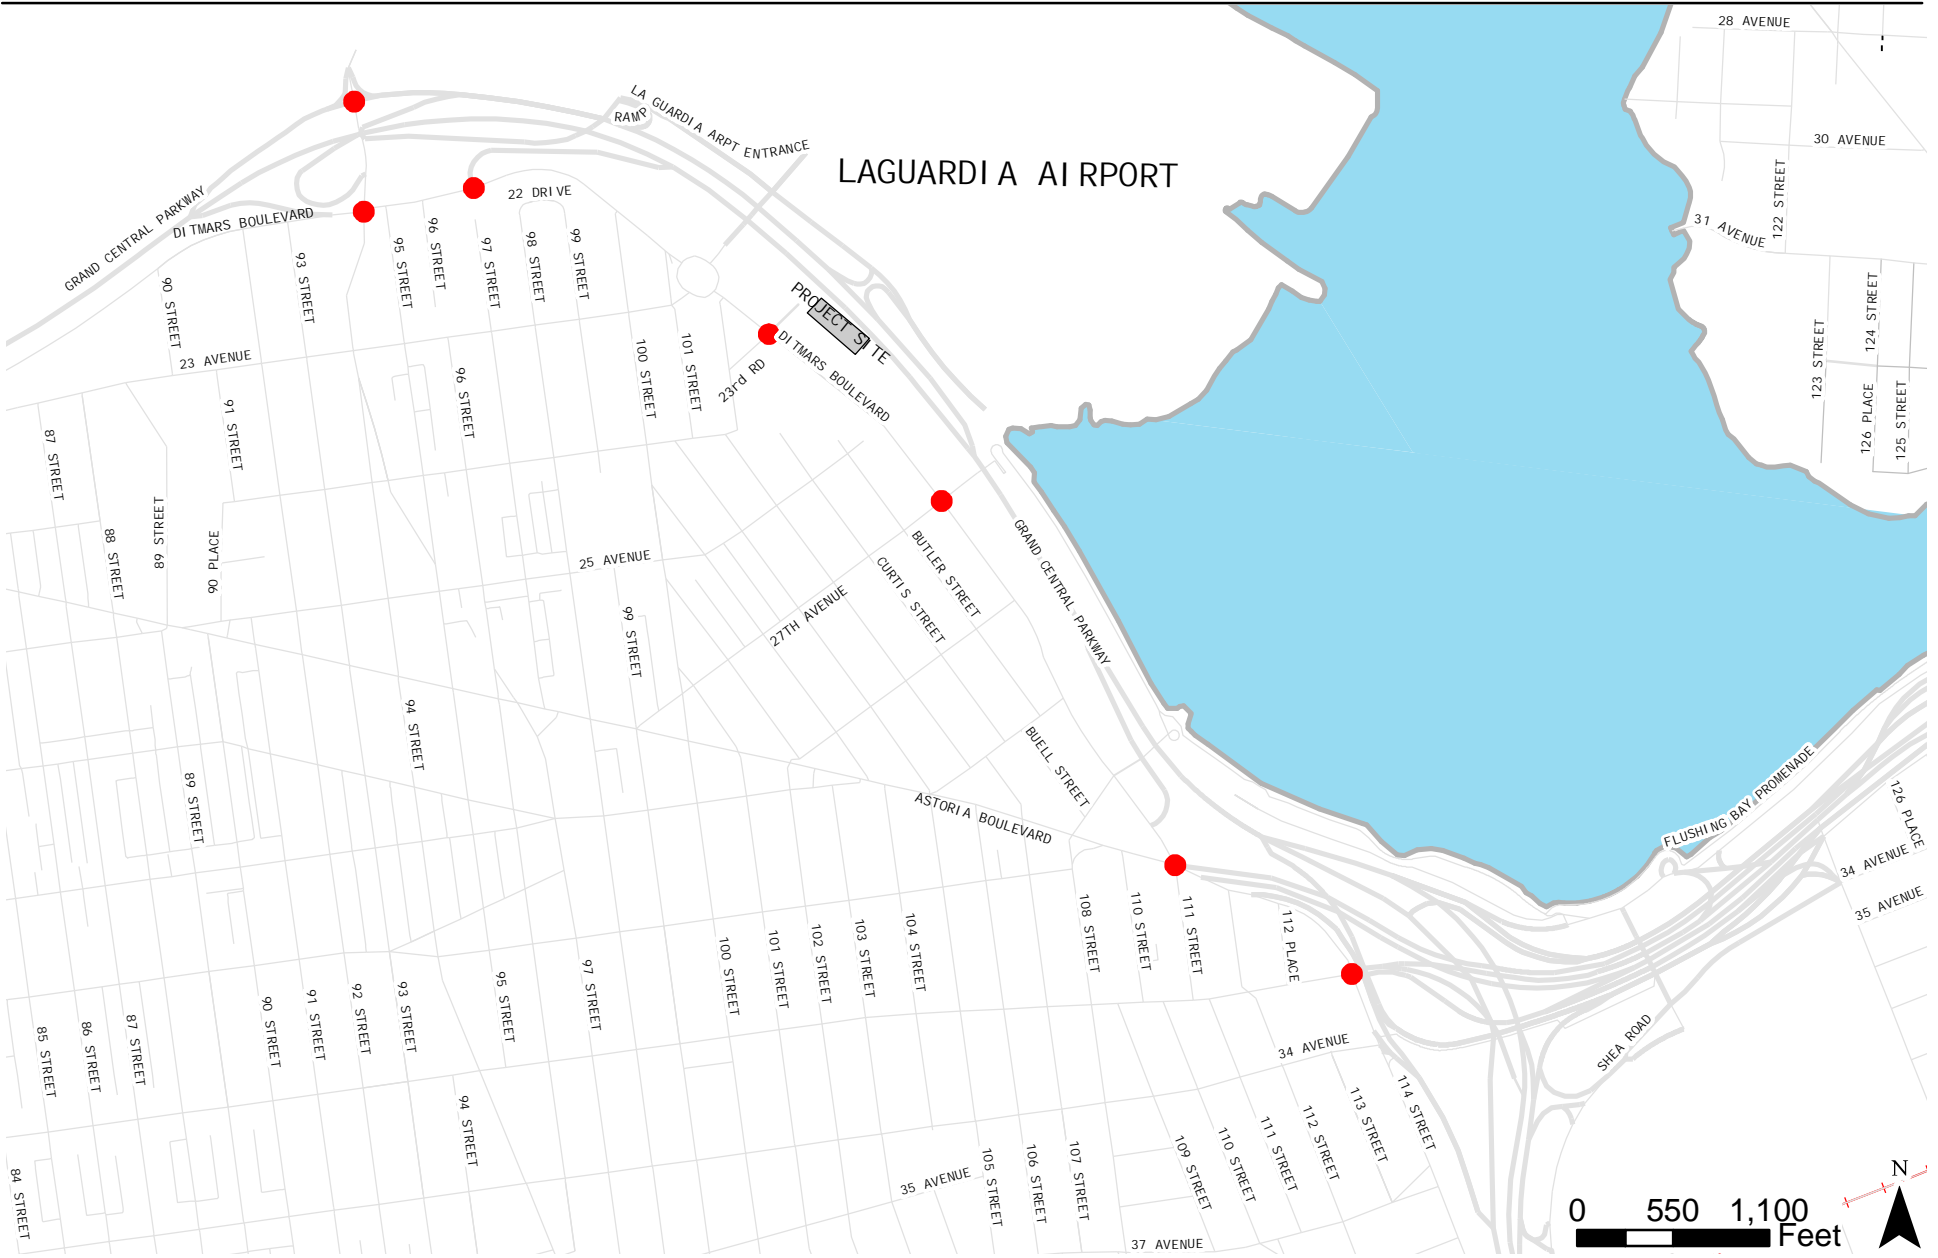 28 AVENUE
LA GUARDIA ARPT ENTRANCE
RAMP
30 AVENUE
LAGUARDIA AIRPORT
122 STREET
GRAND CENTRAL PARKWAY
DITMARS BOULEVARD
22 DRIVE
31 AVENUE
90 STREET
93 STREET
95 STREET
96 STREET
97 STREET
98 STREET
99 STREET
PROJECT SITE
23 AVENUE
100 STREET
101 STREET
23rd RD
DITMARS BOULEVARD
123 STREET
124 STREET
126 PLACE
125 STREET
87 STREET
91 STREET
96 STREET
88 STREET
89 STREET
90 PLACE
25 AVENUE
99 STREET
27TH AVENUE
CURTIS STREET
BUTLER STREET
GRAND CENTRAL PARKWAY
94 STREET
89 STREET
BUELL STREET
ASTORIA BOULEVARD
FLUSHING BAY PROMENADE
126 PLACE
34 AVENUE
35 AVENUE
108 STREET
110 STREET
111 STREET
112 PLACE
100 STREET
101 STREET
102 STREET
103 STREET
104 STREET
85 STREET
86 STREET
87 STREET
90 STREET
91 STREET
92 STREET
93 STREET
95 STREET
97 STREET
34 AVENUE
SHEA ROAD
84 STREET
94 STREET
35 AVENUE
105 STREET
106 STREET
107 STREET
109 STREET
110 STREET
111 STREET
112 STREET
113 STREET
114 STREET
37 AVENUE
N
0 550 1,100
Feet